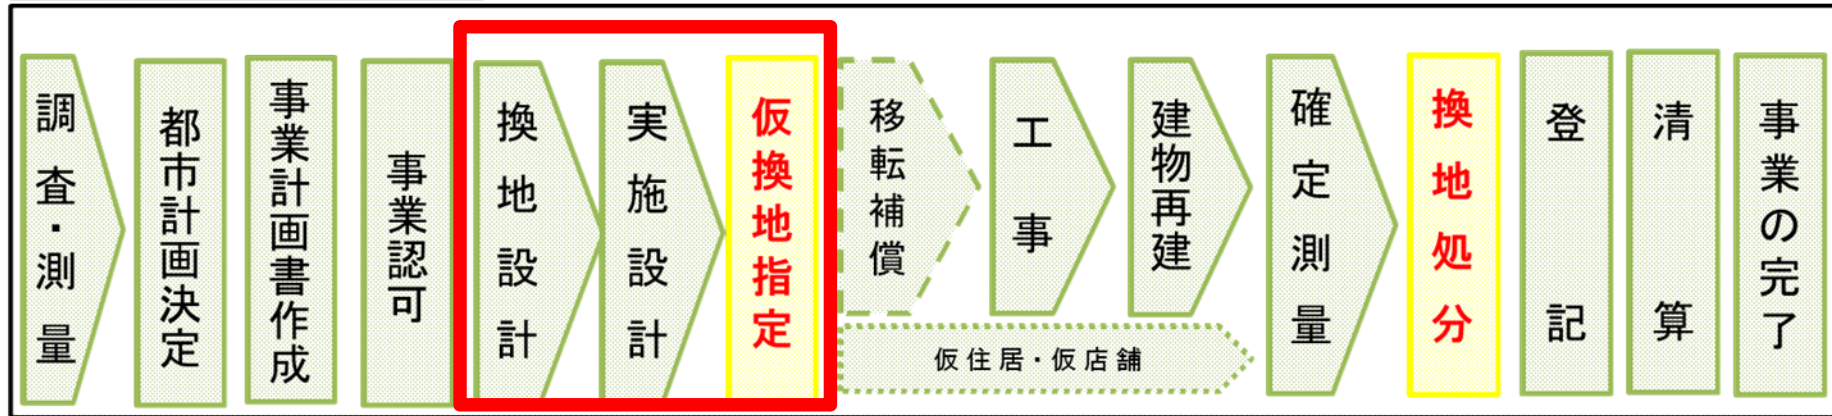 調査・測量
都市計画決定
事業計画書作成
事業認可
換地設計
実施設計
仮換地指定
移転補償
工事
建物再建
仮住居・仮店舗
確定測量
換地処分
登記
清算
事業の完了